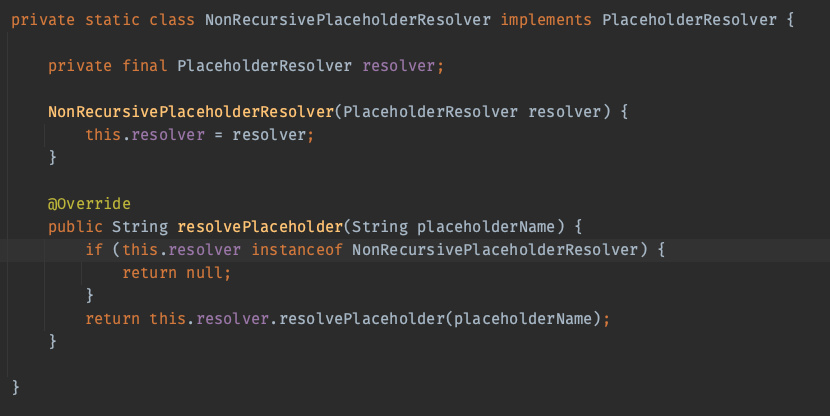 private static class NonRecursivePlaceholderResolver implements PlaceholderResolver {
private final PlaceholderResolver resolver;
NonRecursivePlaceholderResolver(PlaceholderResolver resolver) {
this.resolver = resolver;
}
@Override
public String resolvePlaceholder(String placeholderName) {
if (this.resolver instanceof NonRecursivePlaceholderResolver) {
return null;
}
return this.resolver.resolvePlaceholder(placeholderName);
}
}